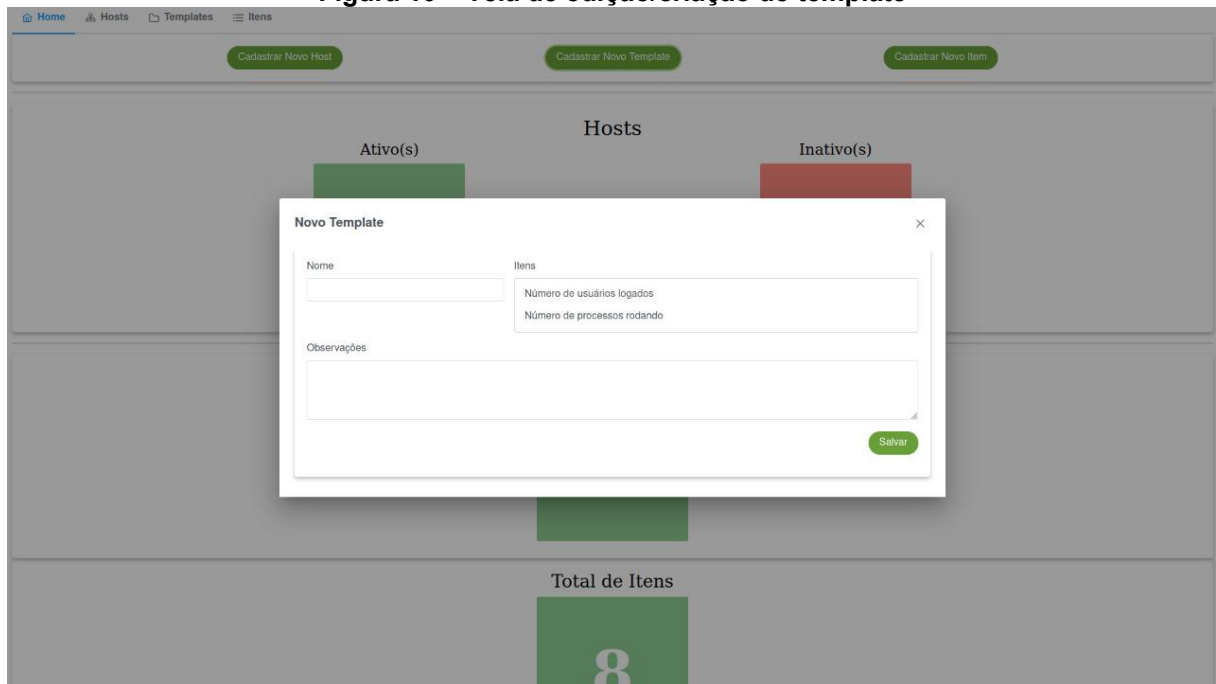 Home Hosts Templates Itens
Cadastrar Novo Host Cadastrar Novo Template Cadastrar Novo Item
Hosts
Ativo(s) Inativo(s)
Novo Template
Nome Itens
Número de usuários logados
Número de processos rodando
Observações
Salvar
Total de Itens
8